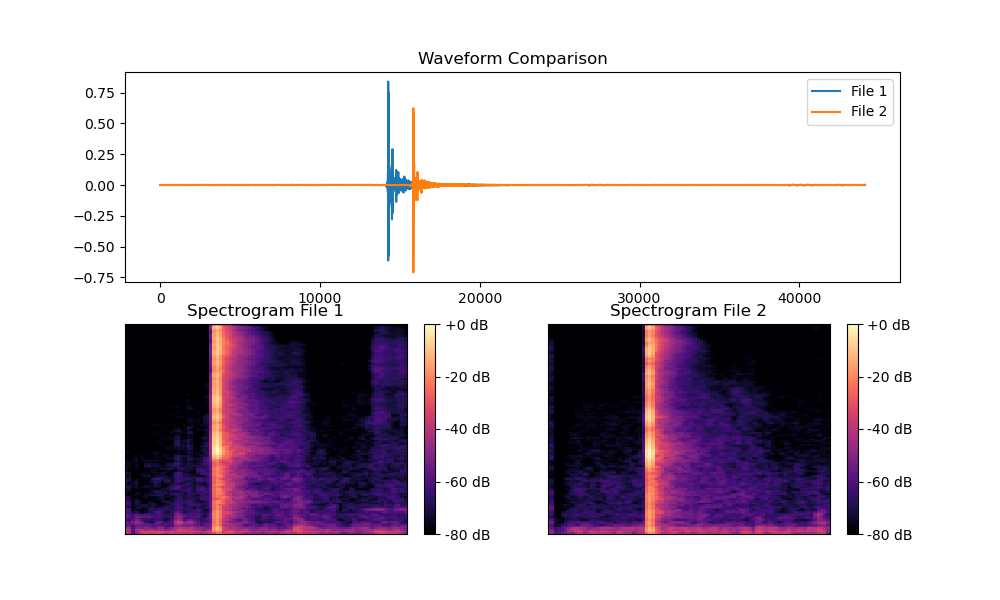 Waveform Comparison
0.75
0.50
0.25
0.00
−0.25
−0.50
−0.75
File 1
File 2
0 10000 20000 30000 40000
Spectrogram File 1
+0 dB
-20 dB
-40 dB
-60 dB
-80 dB
Spectrogram File 2
+0 dB
-20 dB
-40 dB
-60 dB
-80 dB